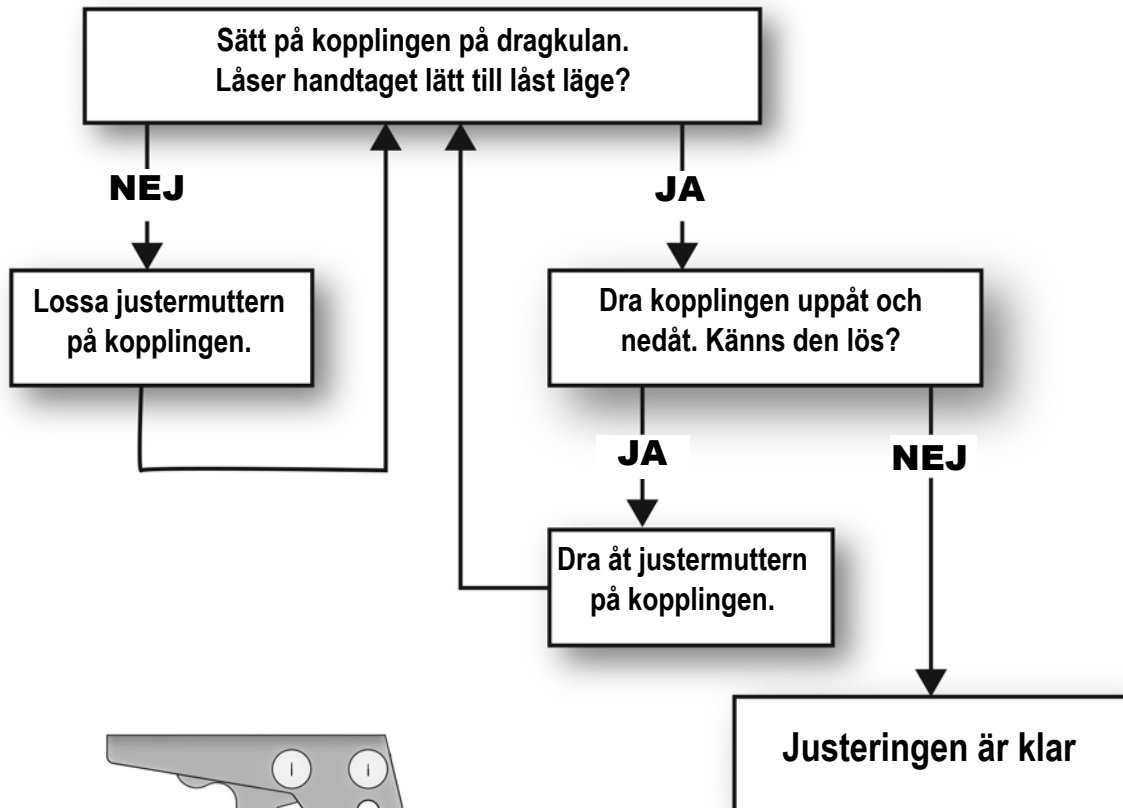 Sätt på kopplingen på dragkulan.
Låser handtaget lätt till låst läge?
NEJ
JA
Lossa justermuttern
på kopplingen.
Dra kopplingen uppåt och
nedåt. Känns den lös?
JA
NEJ
Dra åt justermuttern
på kopplingen.
Justeringen är klar